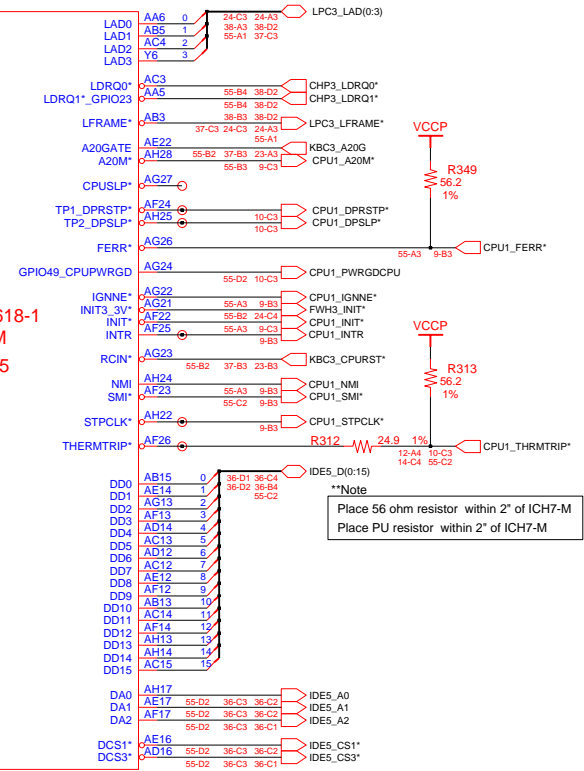 LAD0 AA6 0 24-C3 24-A3 LPC3_LAD(0:3)
LAD1 AB5 1 38-A3 38-D2
LAD2 AC4 2 55-A1 37-C3
LAD3 Y6 3
LDRQ0* AC3 CHP3_LDRQ0*
LDRQ1*_GPIO23 AA5 55-B4 38-D2 CHP3_LDRQ1*
55-B4 38-D2
LFRAME* AB3 38-B3 38-D2 LPC3_LFRAME*
37-C3 24-C3 24-A3
55-A1
A20GATE AE22 KBC3_A20G
A20M* AH28 55-B2 37-B3 23-A3 CPU1_A20M*
55-B3 9-C3
CPUSLP* AG27
TP1_DPRSTP* AF24 CPU1_DPRSTP*
TP2_DPSLP* AH25 10-C3 CPU1_DPSLP*
10-C3
VCCP
R349
56.2
1%
FERR* AG26 CPU1_FERR*
55-A3 9-B3
GPIO49_CPUPWRGD AG24 CPU1_PWRGDCPU
55-D2 10-C3
IGNNE* AG22 CPU1_IGNNE*
INIT3_3V* AG21 55-A3 9-B3 FWH3_INIT*
INIT* AF22 55-B2 24-C4 CPU1_INIT*
INTR AF25 55-A3 9-C3 CPU1_INTR
9-B3
618-1
M
5
RCIN* AG23 KBC3_CPURST*
55-B2 37-B3 23-B3
NMI AH24 CPU1_NMI
SMI* AF23 55-A3 9-B3 CPU1_SMI*
55-C2 9-B3
VCCP
R313
56.2
1%
STPCLK* AH22 CPU1_STPCLK*
9-B3
THERMTRIP* AF26 R312 24.9 1% CPU1_THRMTRIP*
12-A4 10-C3
14-C4 55-C2
DD0 AB15 0 36-D1 36-C4 IDE5_D(0:15)
DD1 AE14 1 36-D2 36-B4
DD2 AG13 2 55-C2
DD3 AF13 3
DD4 AD14 4
DD5 AC13 5
DD6 AD12 6
DD7 AC12 7
DD8 AE12 8
DD9 AF12 9
DD10 AB13 10
DD11 AC14 11
DD12 AF14 12
DD13 AH13 13
DD14 AH14 14
DD15 AC15 15
**Note
Place 56 ohm resistor within 2" of ICH7-M
Place PU resistor within 2" of ICH7-M
DA0 AH17 IDE5_A0
DA1 AE17 55-D2 36-C3 36-C2 IDE5_A1
DA2 AF17 55-D2 36-C3 36-C2 IDE5_A2
55-D2 36-C3 36-C1
DCS1* AE16 IDE5_CS1*
DCS3* AD16 55-D2 36-C3 36-C2 IDE5_CS3*
55-D2 36-C3 36-C1